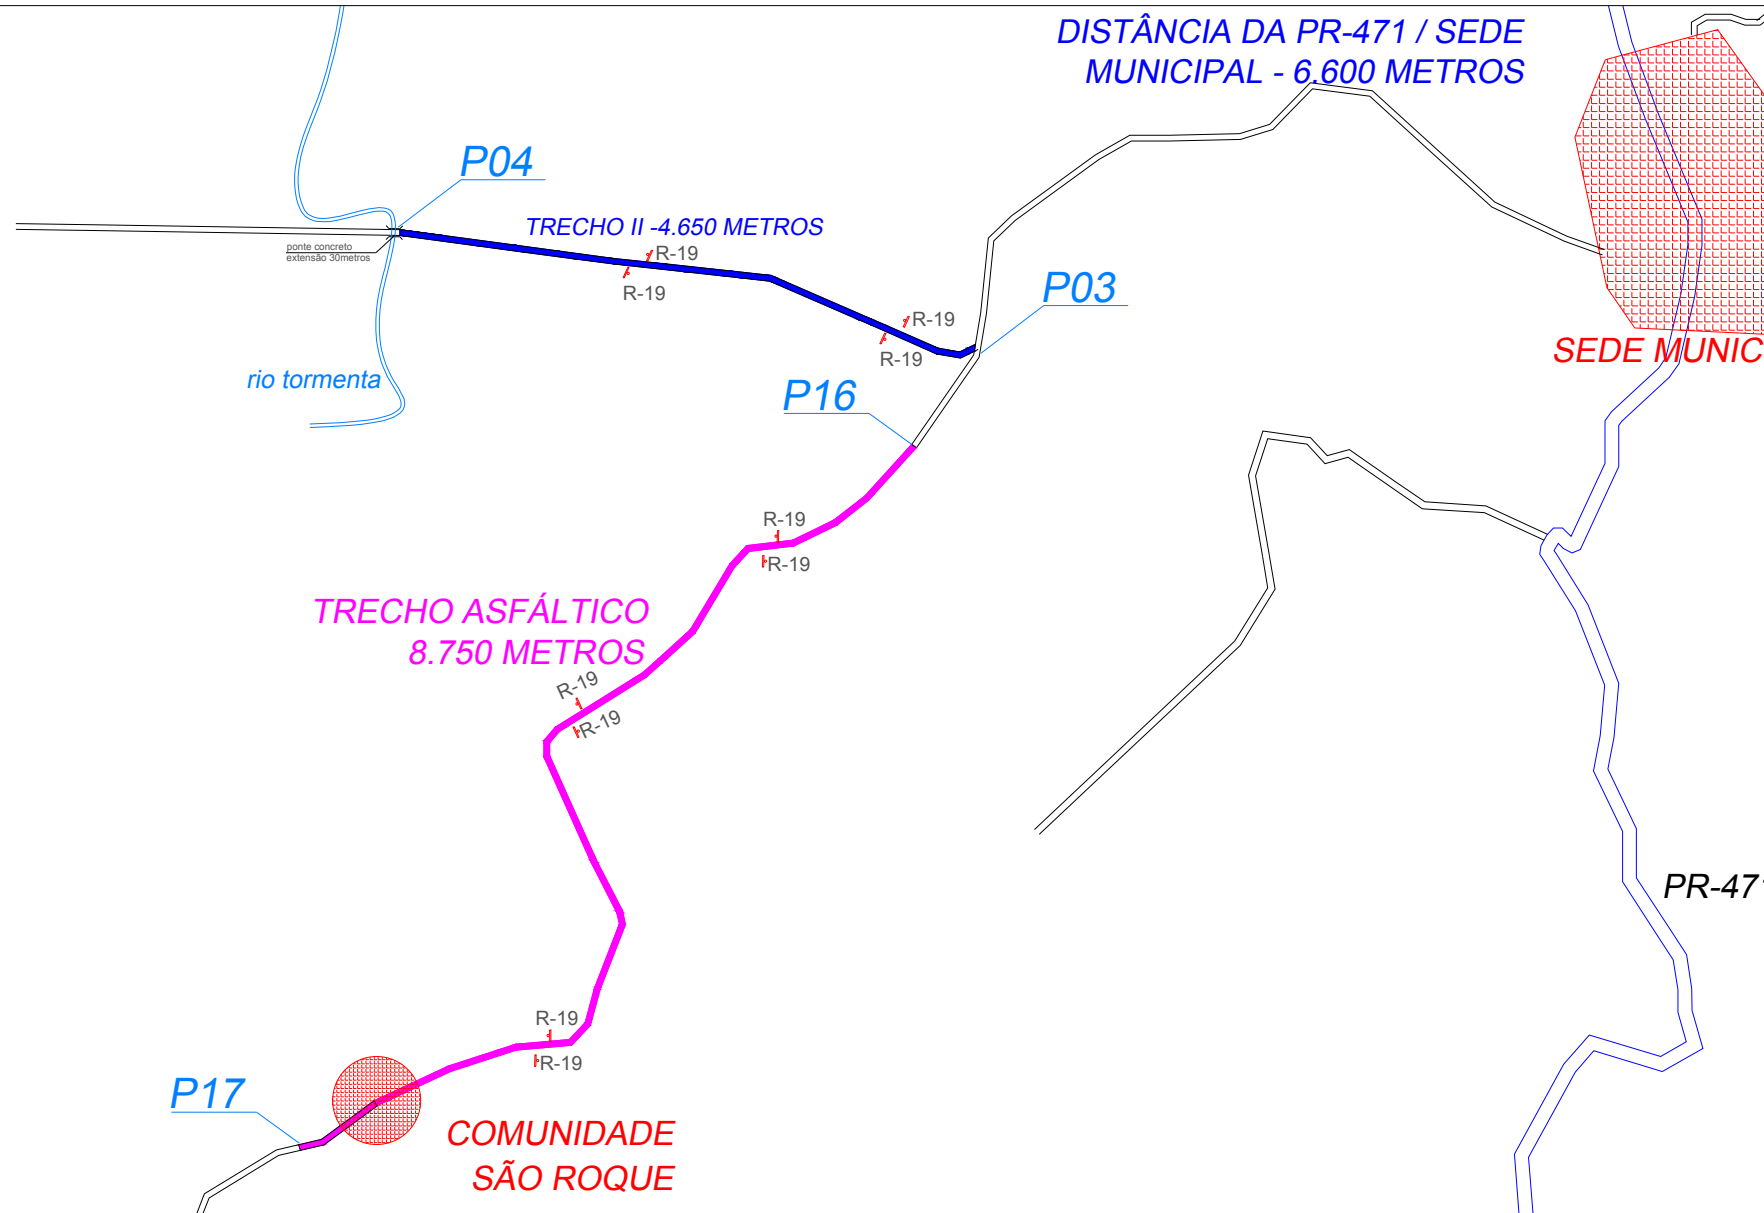 DISTÂNCIA DA PR-471 / SEDE
MUNICIPAL - 6.600 METROS
P04
TRECHO II -4.650 METROS
ponte concreto
extensão 30metros
R-19
R-19
P03
R-19
R-19
SEDE MUNIC
rio tormenta
P16
R-19
R-19
TRECHO ASFÁLTICO
8.750 METROS
R-19
R-19
PR-471
R-19
R-19
P17
COMUNIDADE
SÃO ROQUE